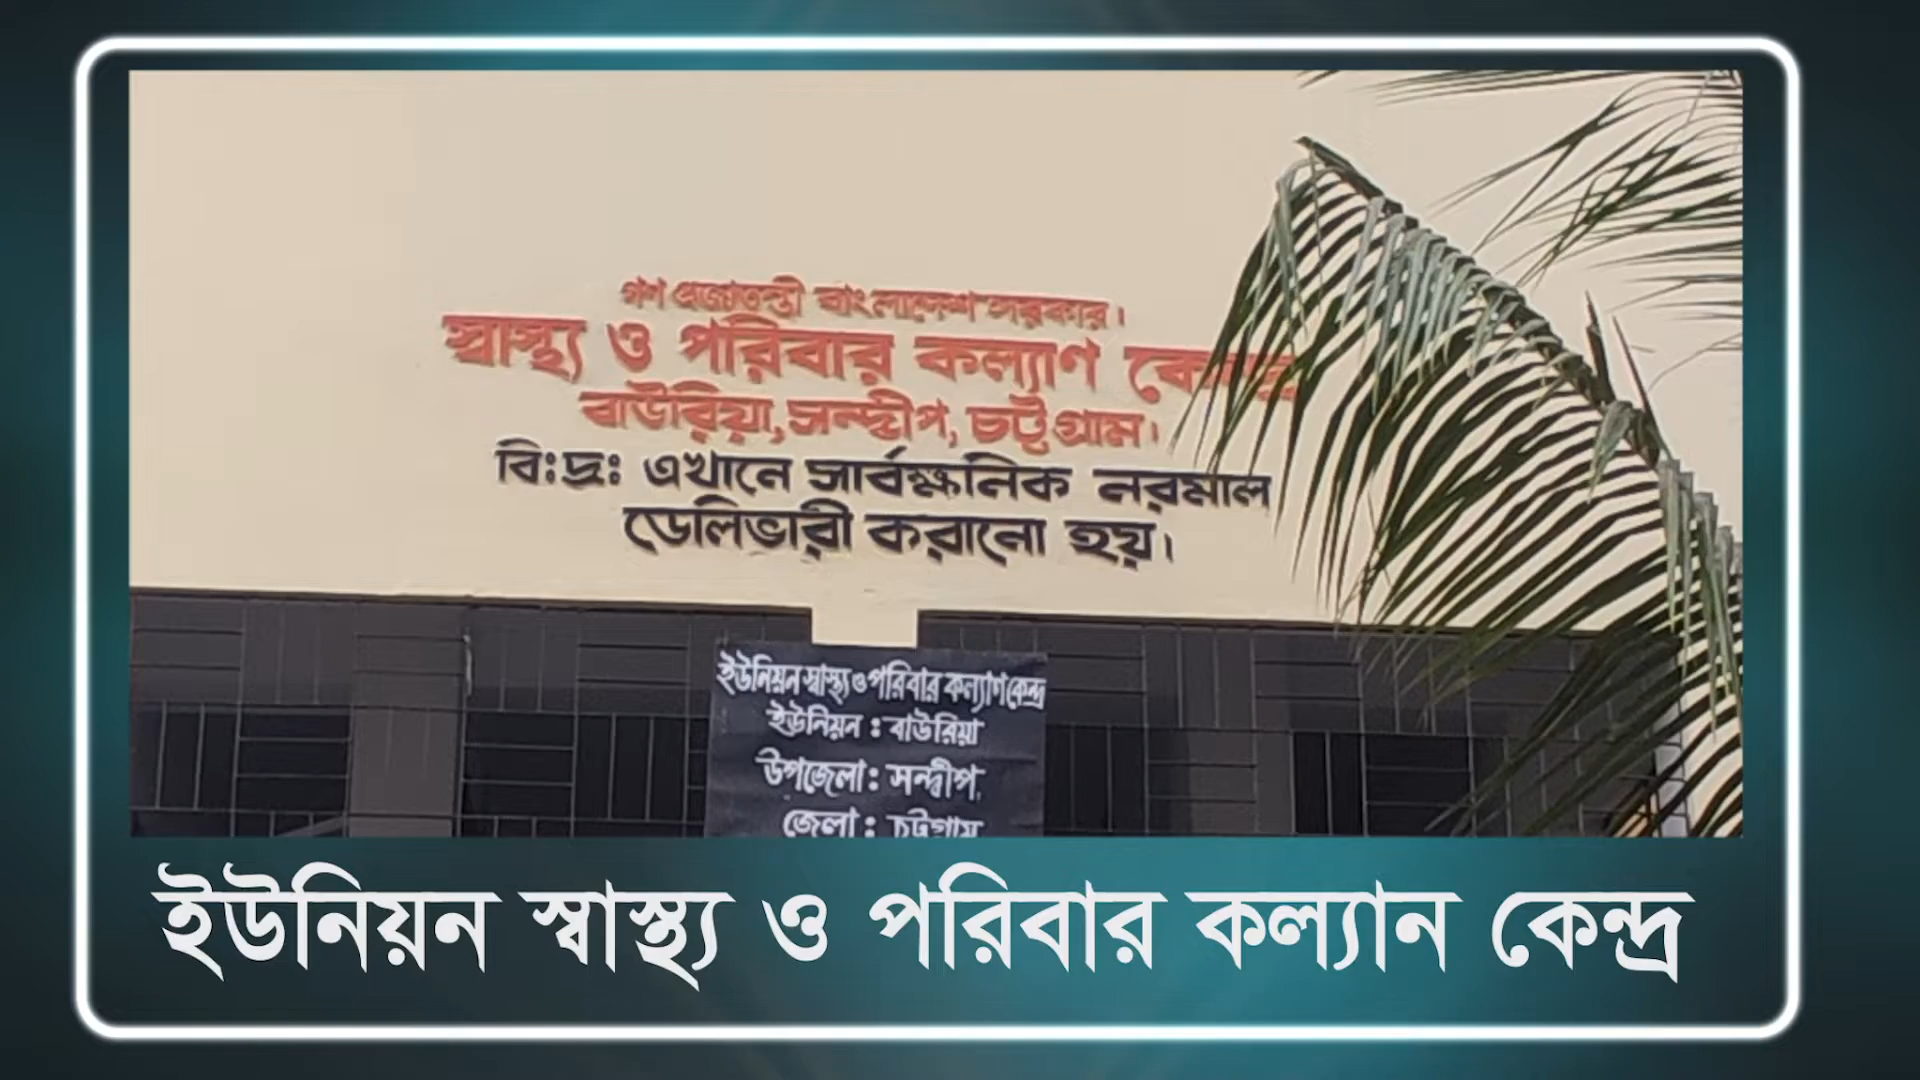 গণ প্রজাতন্ত্রী বাংলাদেশ সরকার।
স্বাস্থ্য ও পরিবার কল্যাণ কেন্দ্র
বাউরিয়া, সন্দ্বীপ, চট্টগ্রাম।
বি:দ্র: এখানে সার্বক্ষনিক নরমাল
ডেলিভারী করানো হয়।
ইউনিয়ন স্বাস্থ্য ও পরিবার কল্যাণ কেন্দ্র
ইউনিয়ন : বাউরিয়া
উপজেলা : সন্দ্বীপ,
জেলা : চট্টগ্রাম
ইউনিয়ন স্বাস্থ্য ও পরিবার কল্যান কেন্দ্র